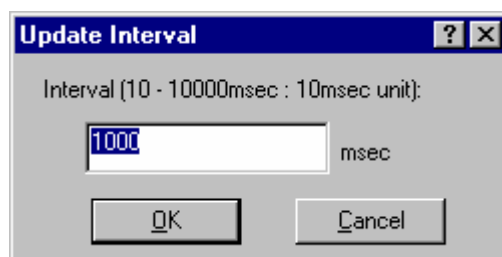 Update Interval
Interval (10 - 10000msec : 10msec unit):
1000
msec
OK
Cancel